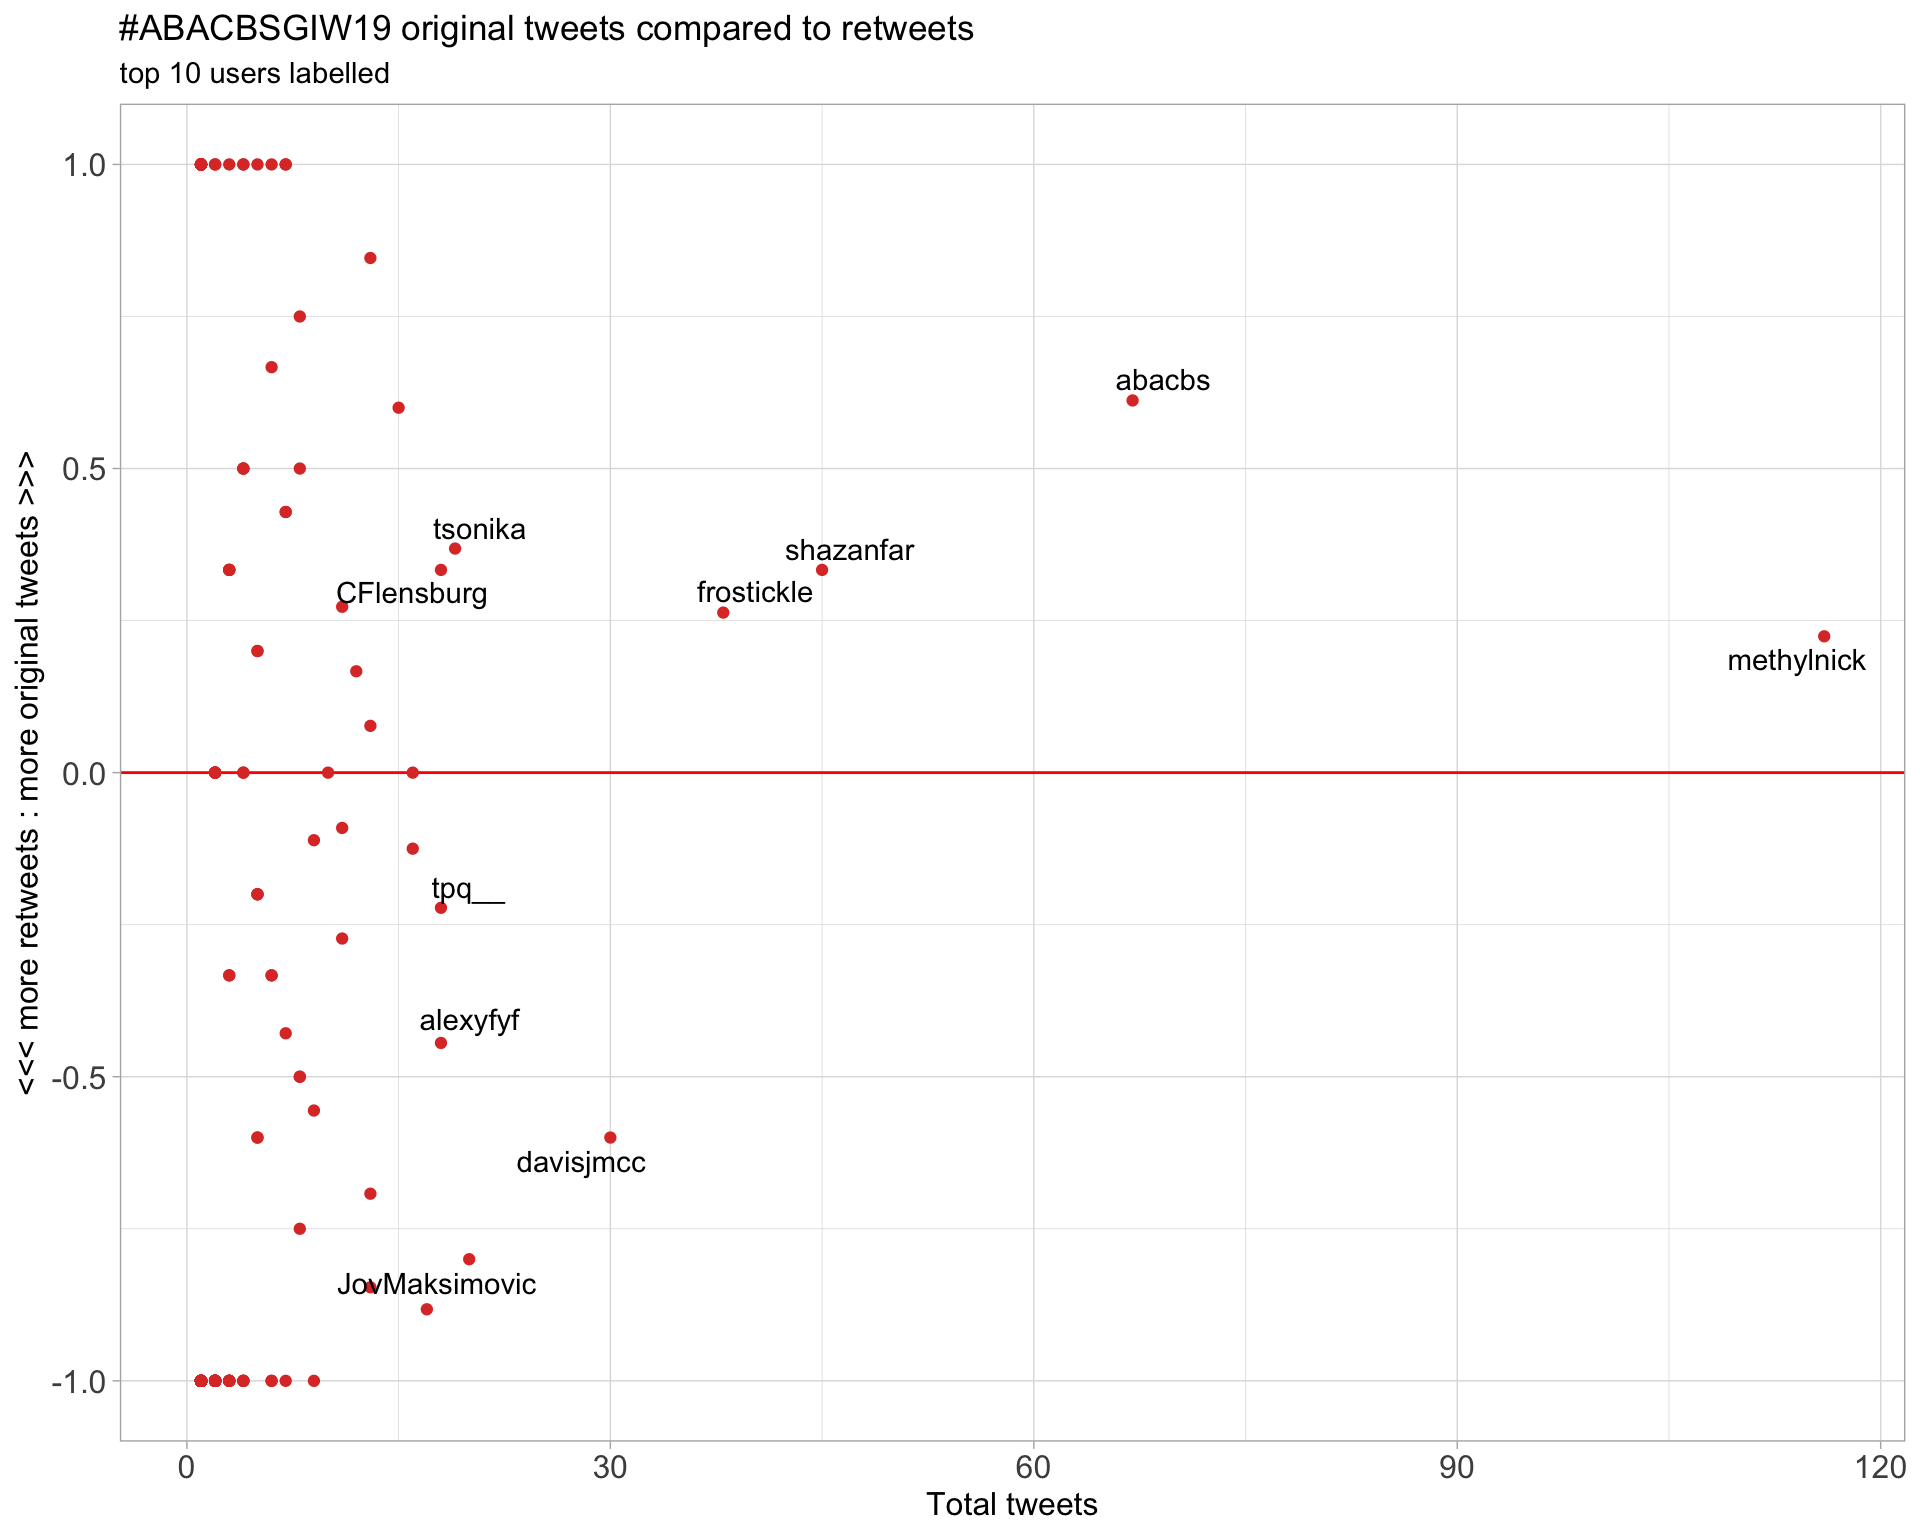 #ABACBSGIW19 original tweets compared to retweets
top 10 users labelled
<<< more retweets : more original tweets >>>
1.0
0.5
0.0
-0.5
-1.0
abacbs
tsonika
shazanfar
CFlensburg
frostickle
methylnick
tpq__
alexyfyf
davisjmcc
JovMaksimovic
0
30
60
90
120
Total tweets